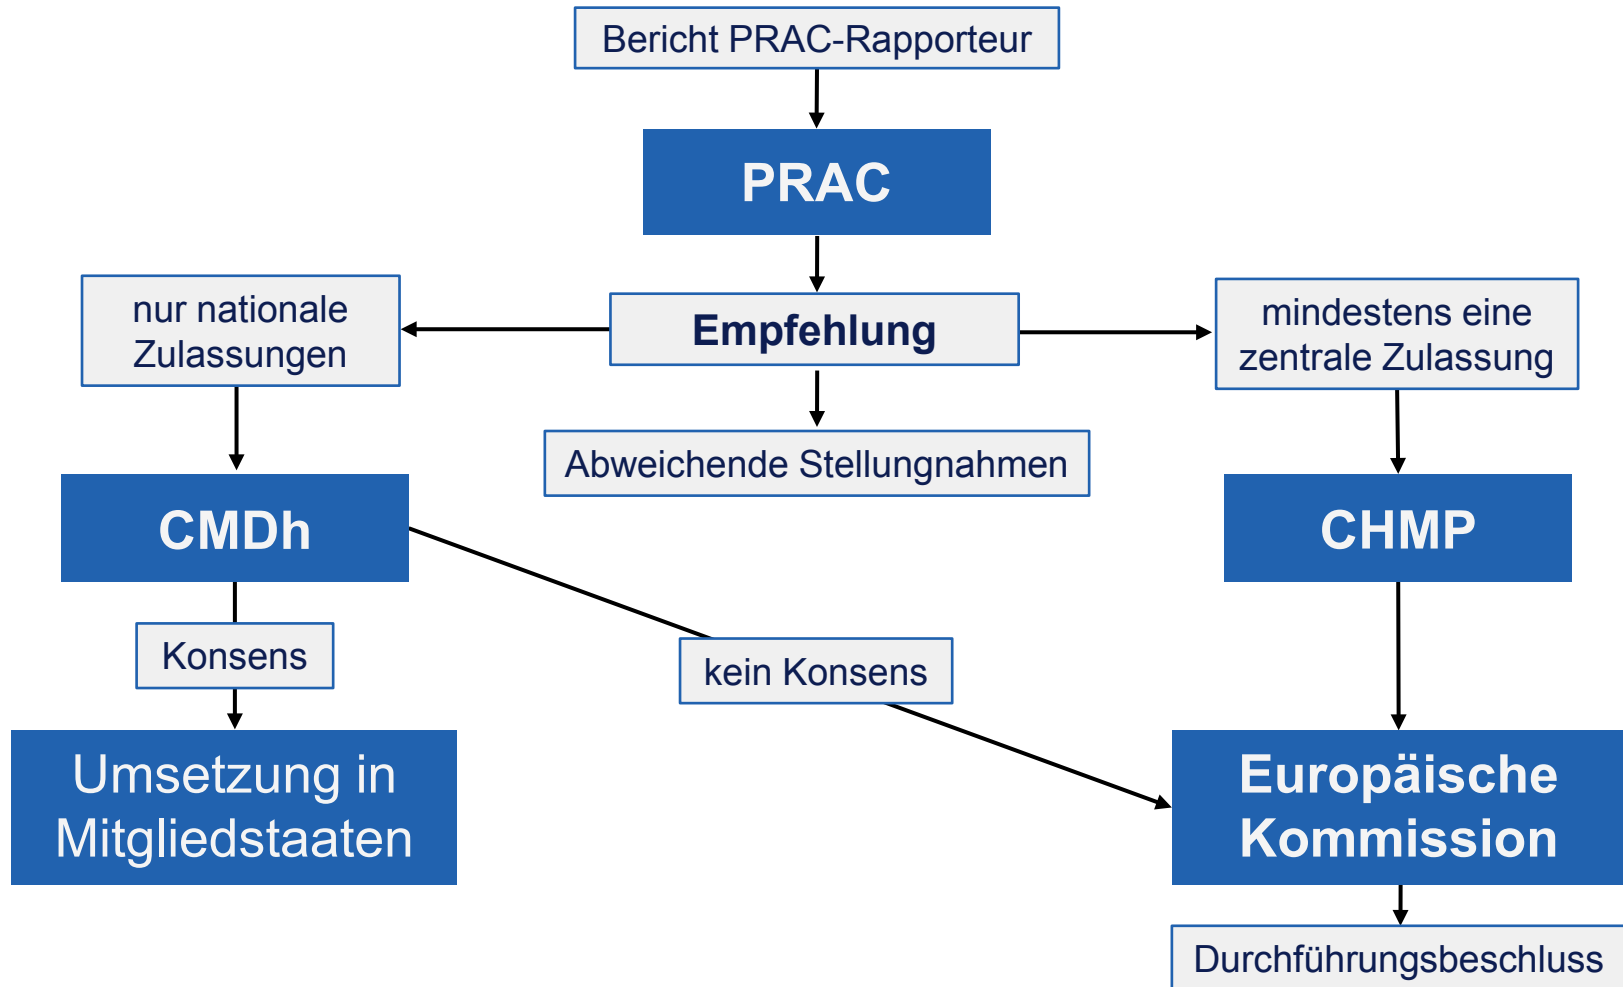 Bericht PRAC-Rapporteur
PRAC
nur nationale
Zulassungen
Empfehlung
mindestens eine
zentrale Zulassung
Abweichende Stellungnahmen
CMDh
CHMP
Konsens
kein Konsens
Umsetzung in
Mitgliedstaaten
Europäische
Kommission
Durchführungsbeschluss